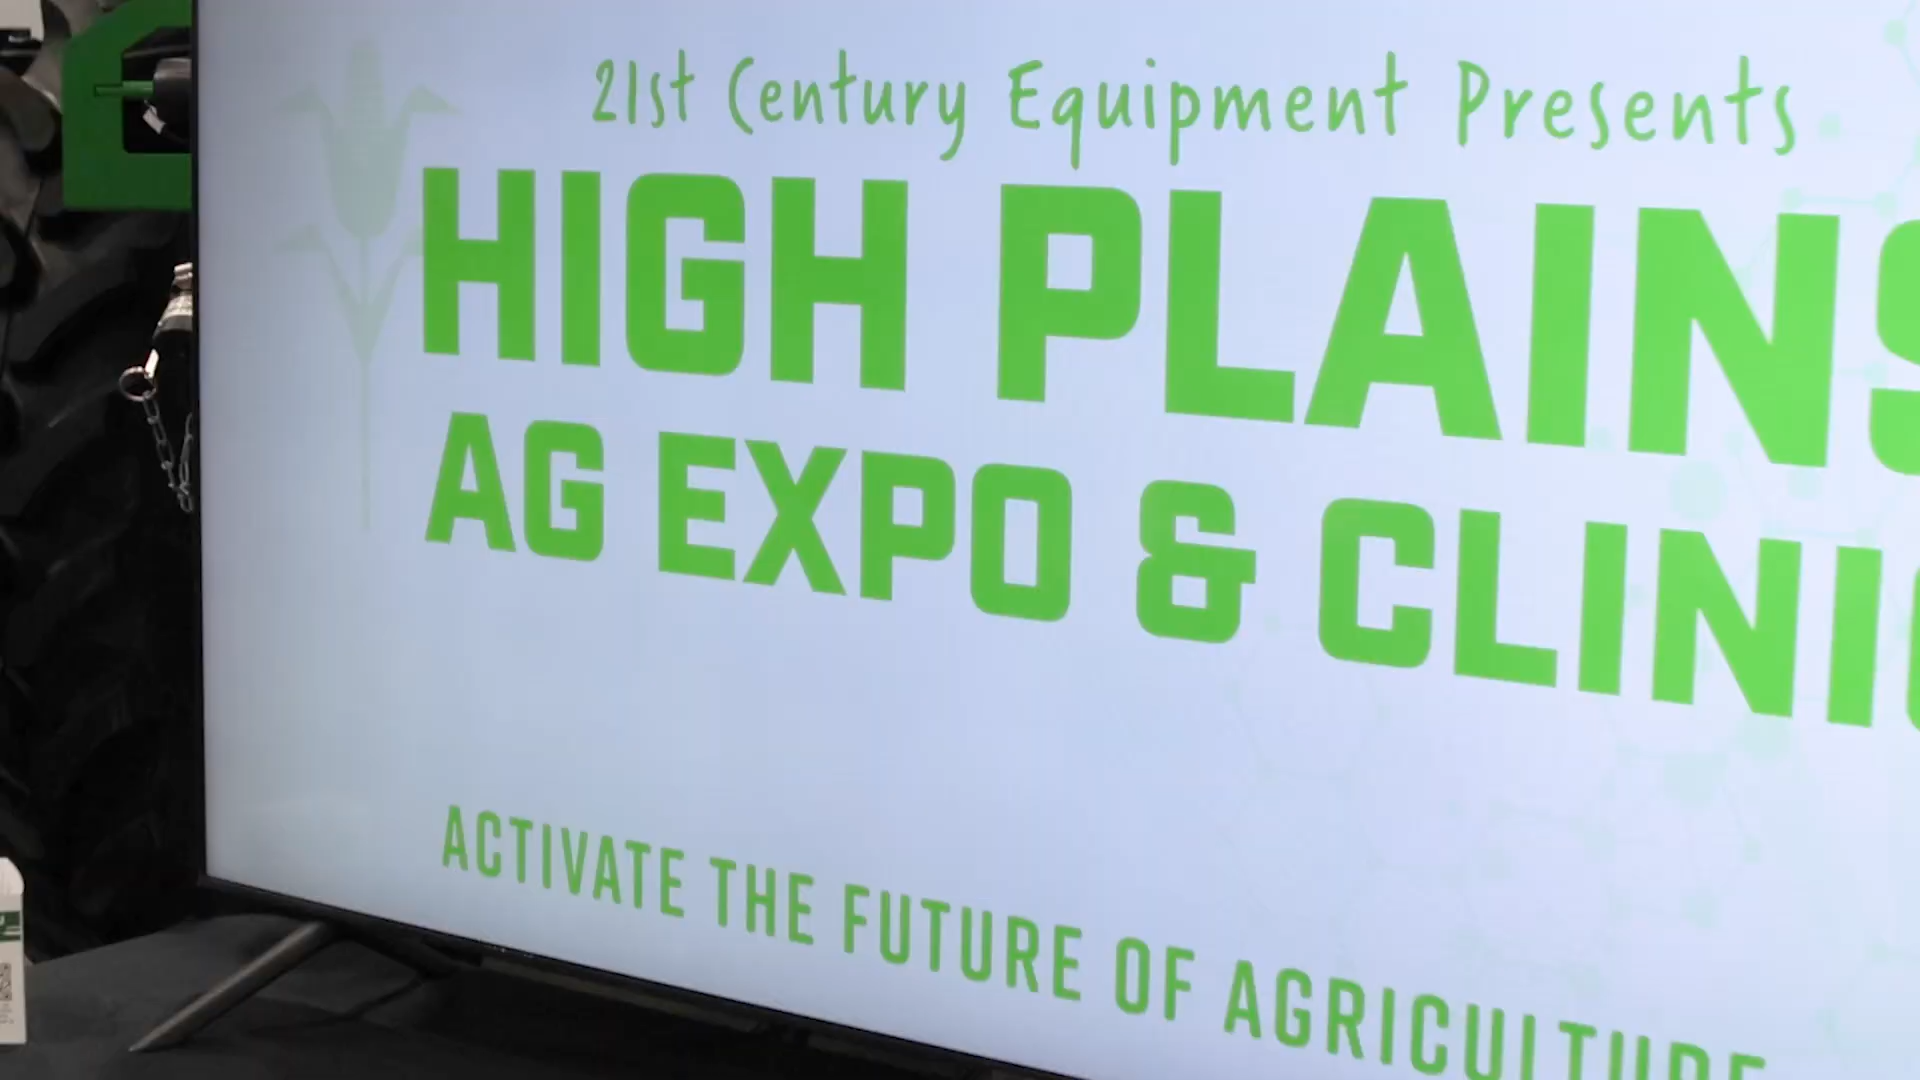 21st Century Equipment Presents
HIGH PLAINS
AG EXPO & CLINIC
ACTIVATE THE FUTURE OF AGRICULTURE